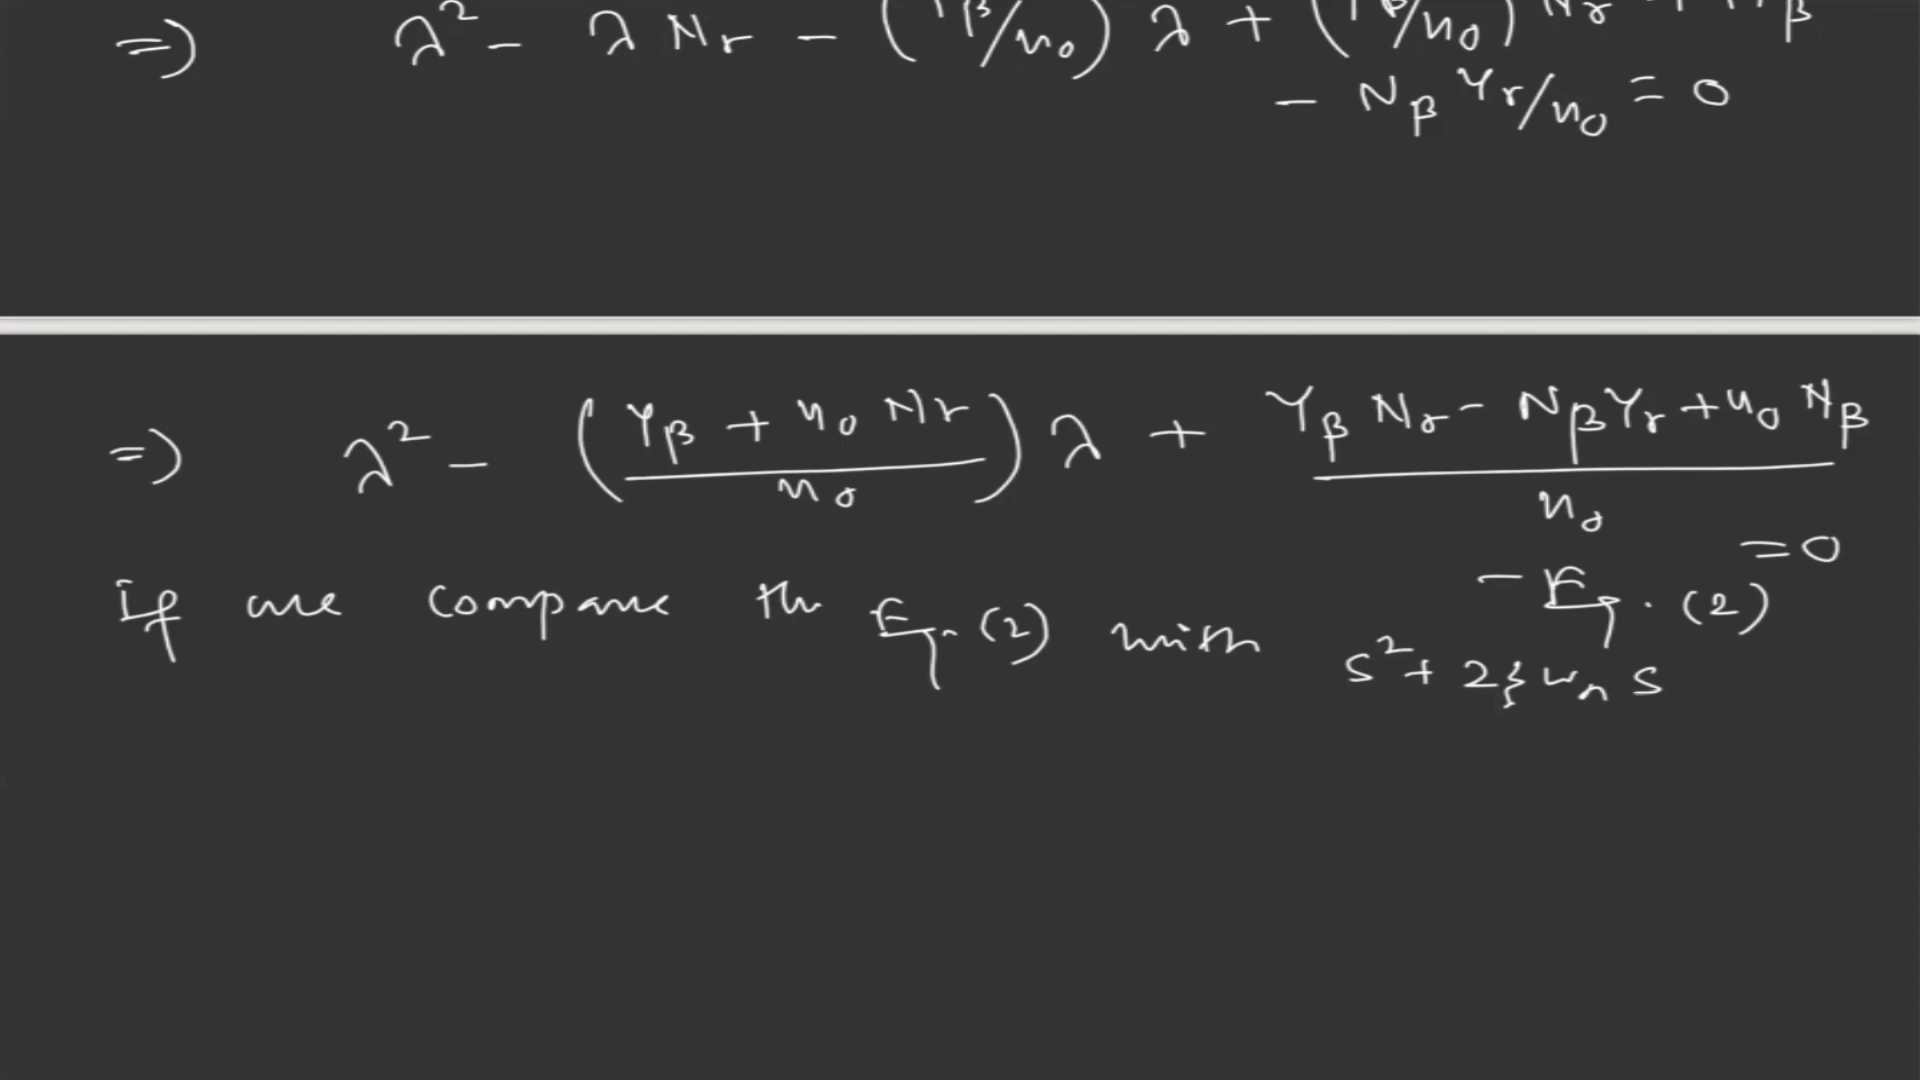 => λ² - λ Nr - (Yβ/u₀) λ + (Yβ/u₀) Nr + Nβ
- Nβ Yr/u₀ = 0
=> λ² - ((Yβ + u₀ Nr)/u₀) λ + (Yβ Nr - Nβ Yr + u₀ Nβ)/u₀
= 0
- Eq. (2)
If we compare the Eq. (2) with s² + 2ξωₙs